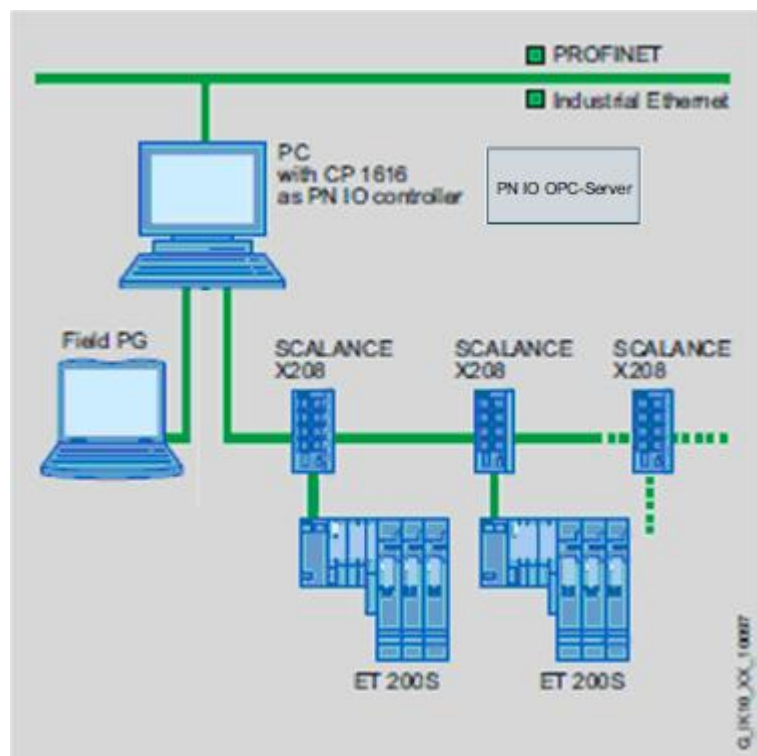 PROFINET
Industrial Ethernet
PC
with CP 1616
as PN IO controller
PN IO OPC-Server
Field PG
SCALANCE
X208
SCALANCE
X208
SCALANCE
X208
ET 200S
ET 200S